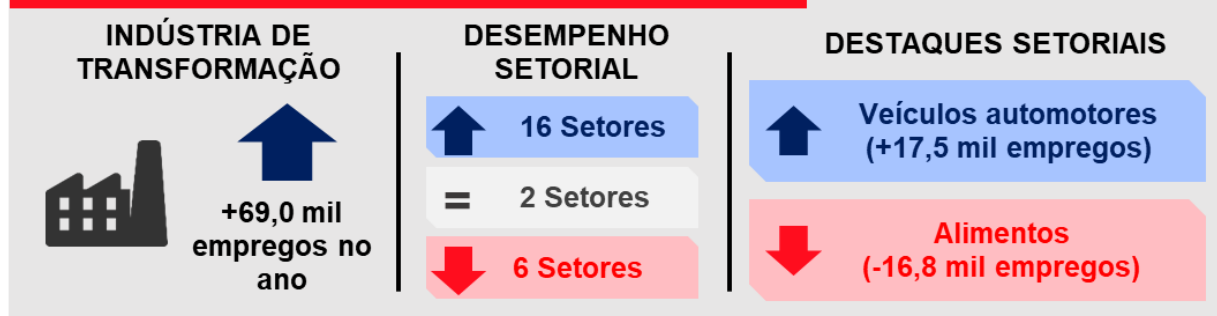 INDÚSTRIA DE
TRANSFORMAÇÃO
+69,0 mil
empregos no
ano
DESEMPENHO
SETORIAL
16 Setores
= 2 Setores
6 Setores
DESTAQUES SETORIAIS
Veículos automotores
(+17,5 mil empregos)
Alimentos
(-16,8 mil empregos)